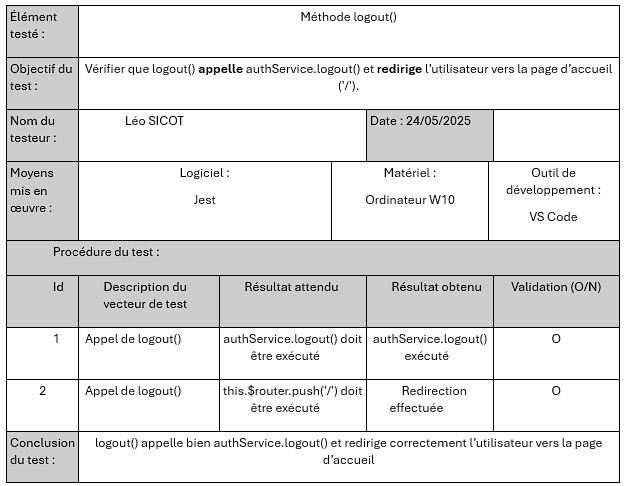 Élément
testé :
Méthode logout()
Objectif du
test :
Vérifier que logout() appelle authService.logout() et redirige l’utilisateur vers la page d’accueil
('/').
Nom du
testeur :
Léo SICOT
Date : 24/05/2025
Moyens
mis en
œuvre :
Logiciel :
Jest
Matériel :
Ordinateur W10
Outil de
développement :
VS Code
Procédure du test :
Id
Description du
vecteur de test
Résultat attendu
Résultat obtenu
Validation (O/N)
1
Appel de logout()
authService.logout() doit
être exécuté
authService.logout()
exécuté
O
2
Appel de logout()
this.$router.push('/') doit
être exécuté
Redirection
effectuée
O
Conclusion
du test :
logout() appelle bien authService.logout() et redirige correctement l’utilisateur vers la page
d’accueil